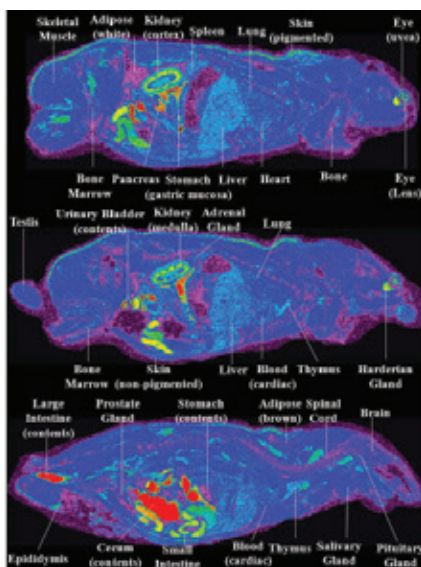 Skeletal Muscle
Adipose (white)
Kidney (cortex)
Spleen
Lung
Skin (pigmented)
Eye (uvea)
Bone Marrow
Pancreas
Stomach (gastric mucosa)
Liver
Heart
Bone
Eye (Lens)
Testis
Urinary Bladder (contents)
Kidney (medulla)
Adrenal Gland
Lung
Bone Marrow
Skin (non-pigmented)
Liver
Blood (cardiac)
Thymus
Harderian Gland
Large Intestine (contents)
Prostate Gland
Stomach (contents)
Adipose (brown)
Spinal Cord
Brain
Epididymis
Cecum (contents)
Small Intestine
Blood (cardiac)
Thymus
Salivary Gland
Pituitary Gland